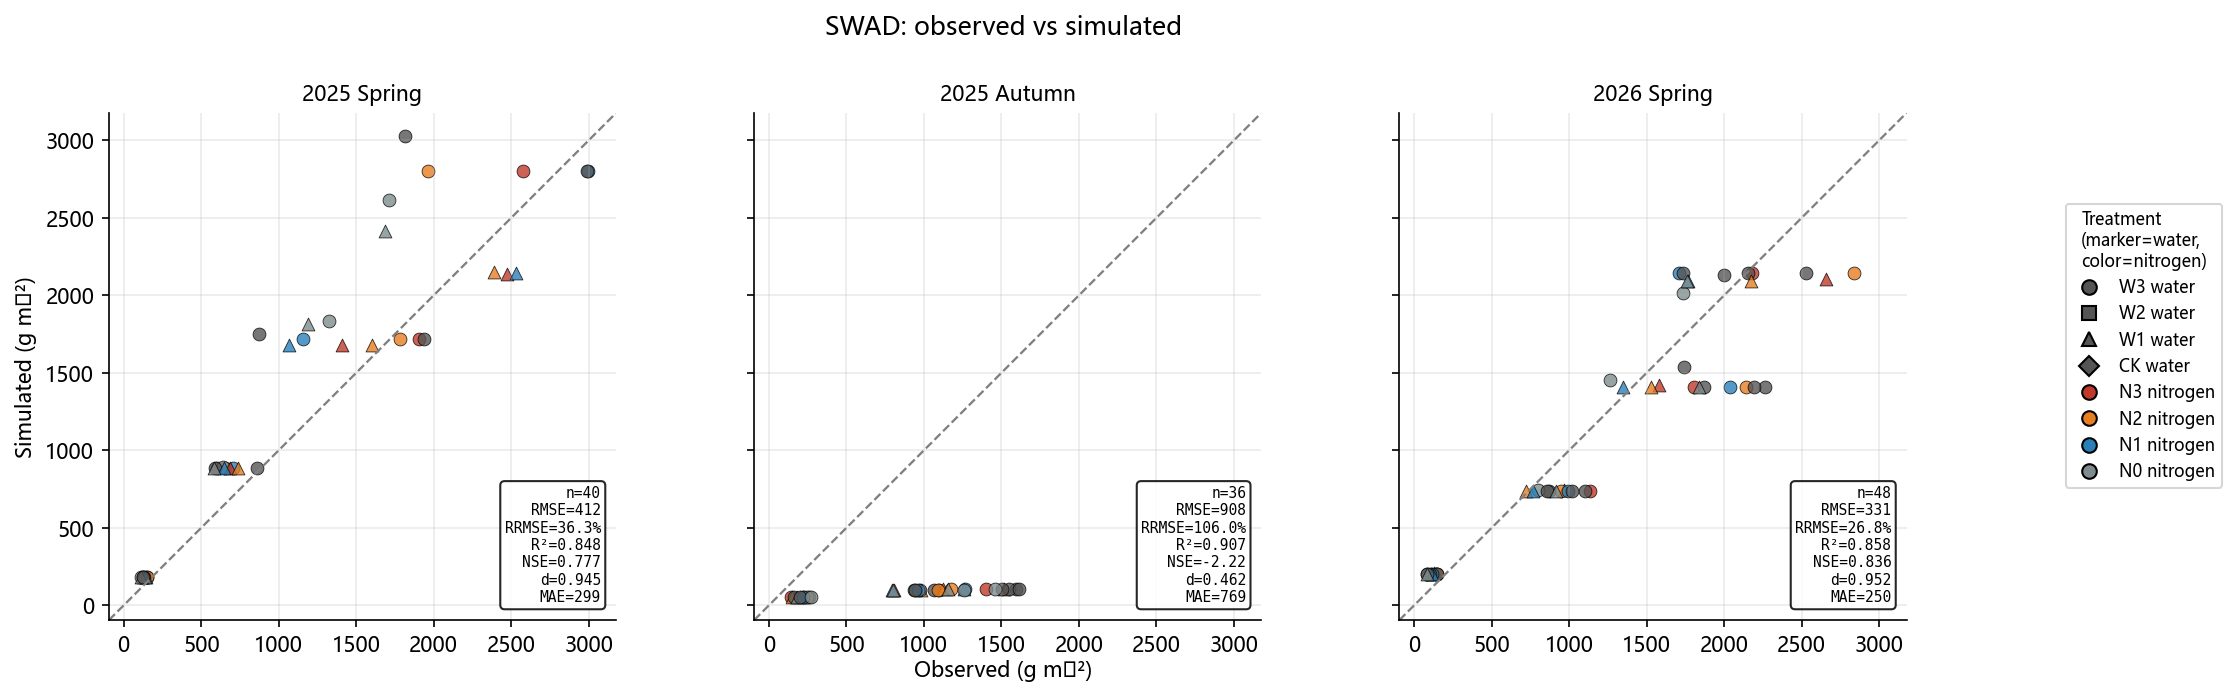 SWAD: observed vs simulated
2025 Spring
2025 Autumn
2026 Spring
Simulated (g m▯²)
3000
2500
2000
1500
1000
500
0
0 500 1000 1500 2000 2500 3000
n=40
RMSE=412
RRMSE=36.3%
R²=0.848
NSE=0.777
d=0.945
MAE=299
0 500 1000 1500 2000 2500 3000
n=36
RMSE=908
RRMSE=106.0%
R²=0.907
NSE=-2.22
d=0.462
MAE=769
Observed (g m▯²)
0 500 1000 1500 2000 2500 3000
n=48
RMSE=331
RRMSE=26.8%
R²=0.858
NSE=0.836
d=0.952
MAE=250
Treatment
(marker=water,
color=nitrogen)
W3 water
W2 water
W1 water
CK water
N3 nitrogen
N2 nitrogen
N1 nitrogen
N0 nitrogen